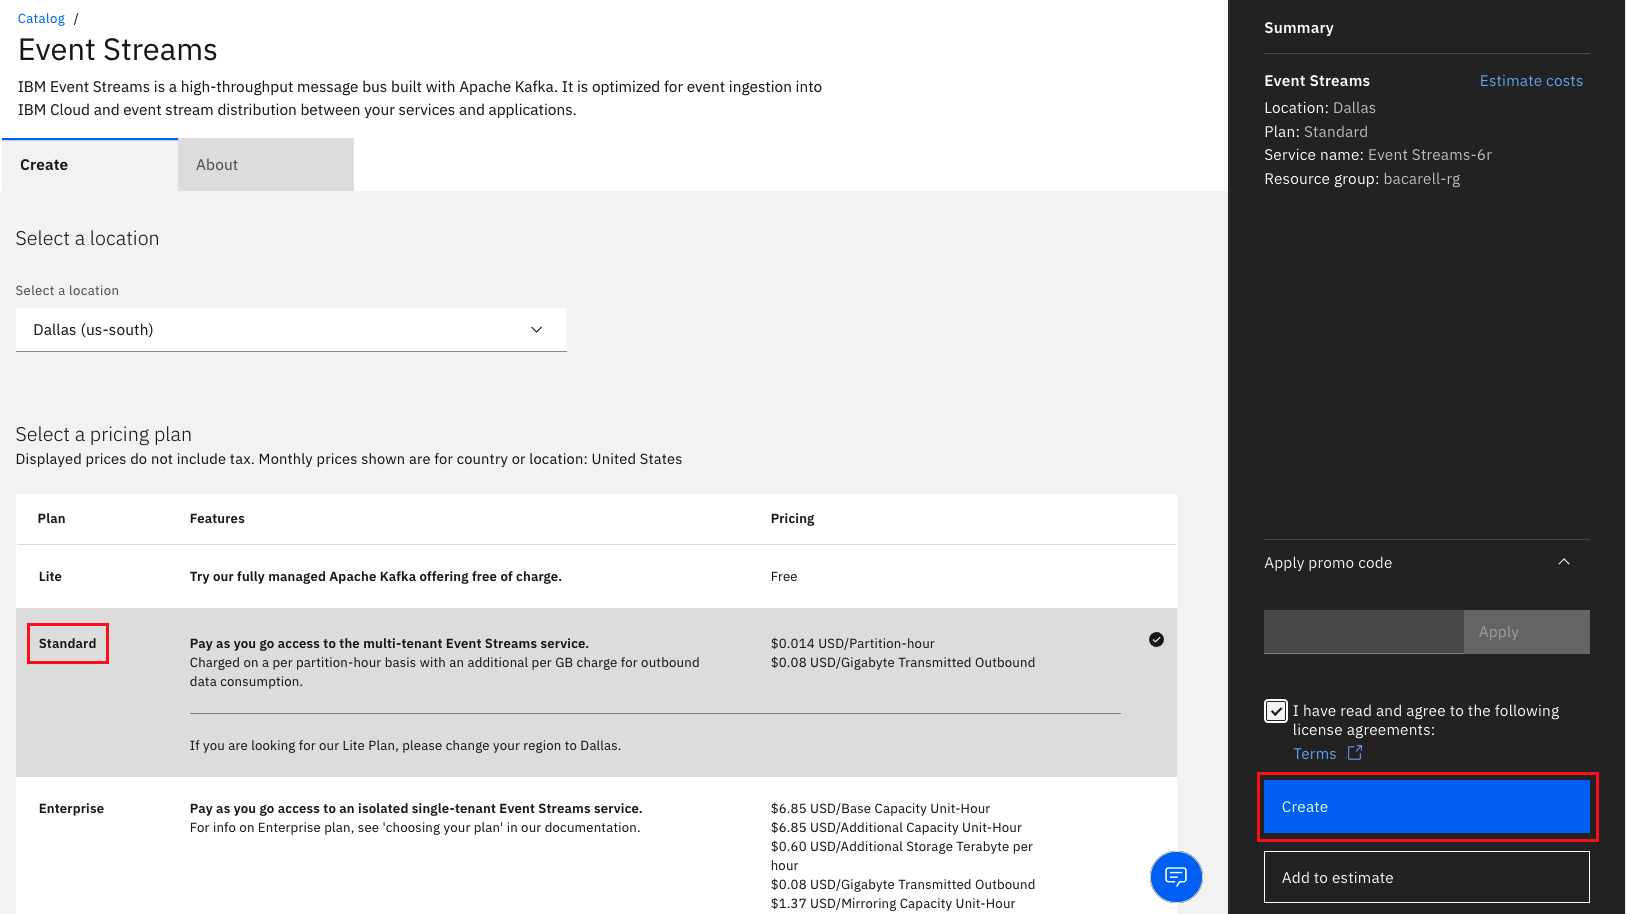 Catalog /
Event Streams
IBM Event Streams is a high-throughput message bus built with Apache Kafka. It is optimized for event ingestion into
IBM Cloud and event stream distribution between your services and applications.
Create
About
Select a location
Select a location
Dallas (us-south)
Select a pricing plan
Displayed prices do not include tax. Monthly prices shown are for country or location: United States
Plan Features Pricing
Lite Try our fully managed Apache Kafka offering free of charge. Free
Standard Pay as you go access to the multi-tenant Event Streams service. $0.014 USD/Partition-hour
Charged on a per partition-hour basis with an additional per GB charge for outbound $0.08 USD/Gigabyte Transmitted Outbound
data consumption.
If you are looking for our Lite Plan, please change your region to Dallas.
Enterprise Pay as you go access to an isolated single-tenant Event Streams service. $6.85 USD/Base Capacity Unit-Hour
For info on Enterprise plan, see 'choosing your plan' in our documentation. $6.85 USD/Additional Capacity Unit-Hour
$0.60 USD/Additional Storage Terabyte per
hour
$0.08 USD/Gigabyte Transmitted Outbound
$1.37 USD/Mirroring Capacity Unit-Hour
Summary
Event Streams Estimate costs
Location: Dallas
Plan: Standard
Service name: Event Streams-6r
Resource group: bacarell-rg
Apply promo code
Apply
I have read and agree to the following
license agreements:
Terms
Create
Add to estimate